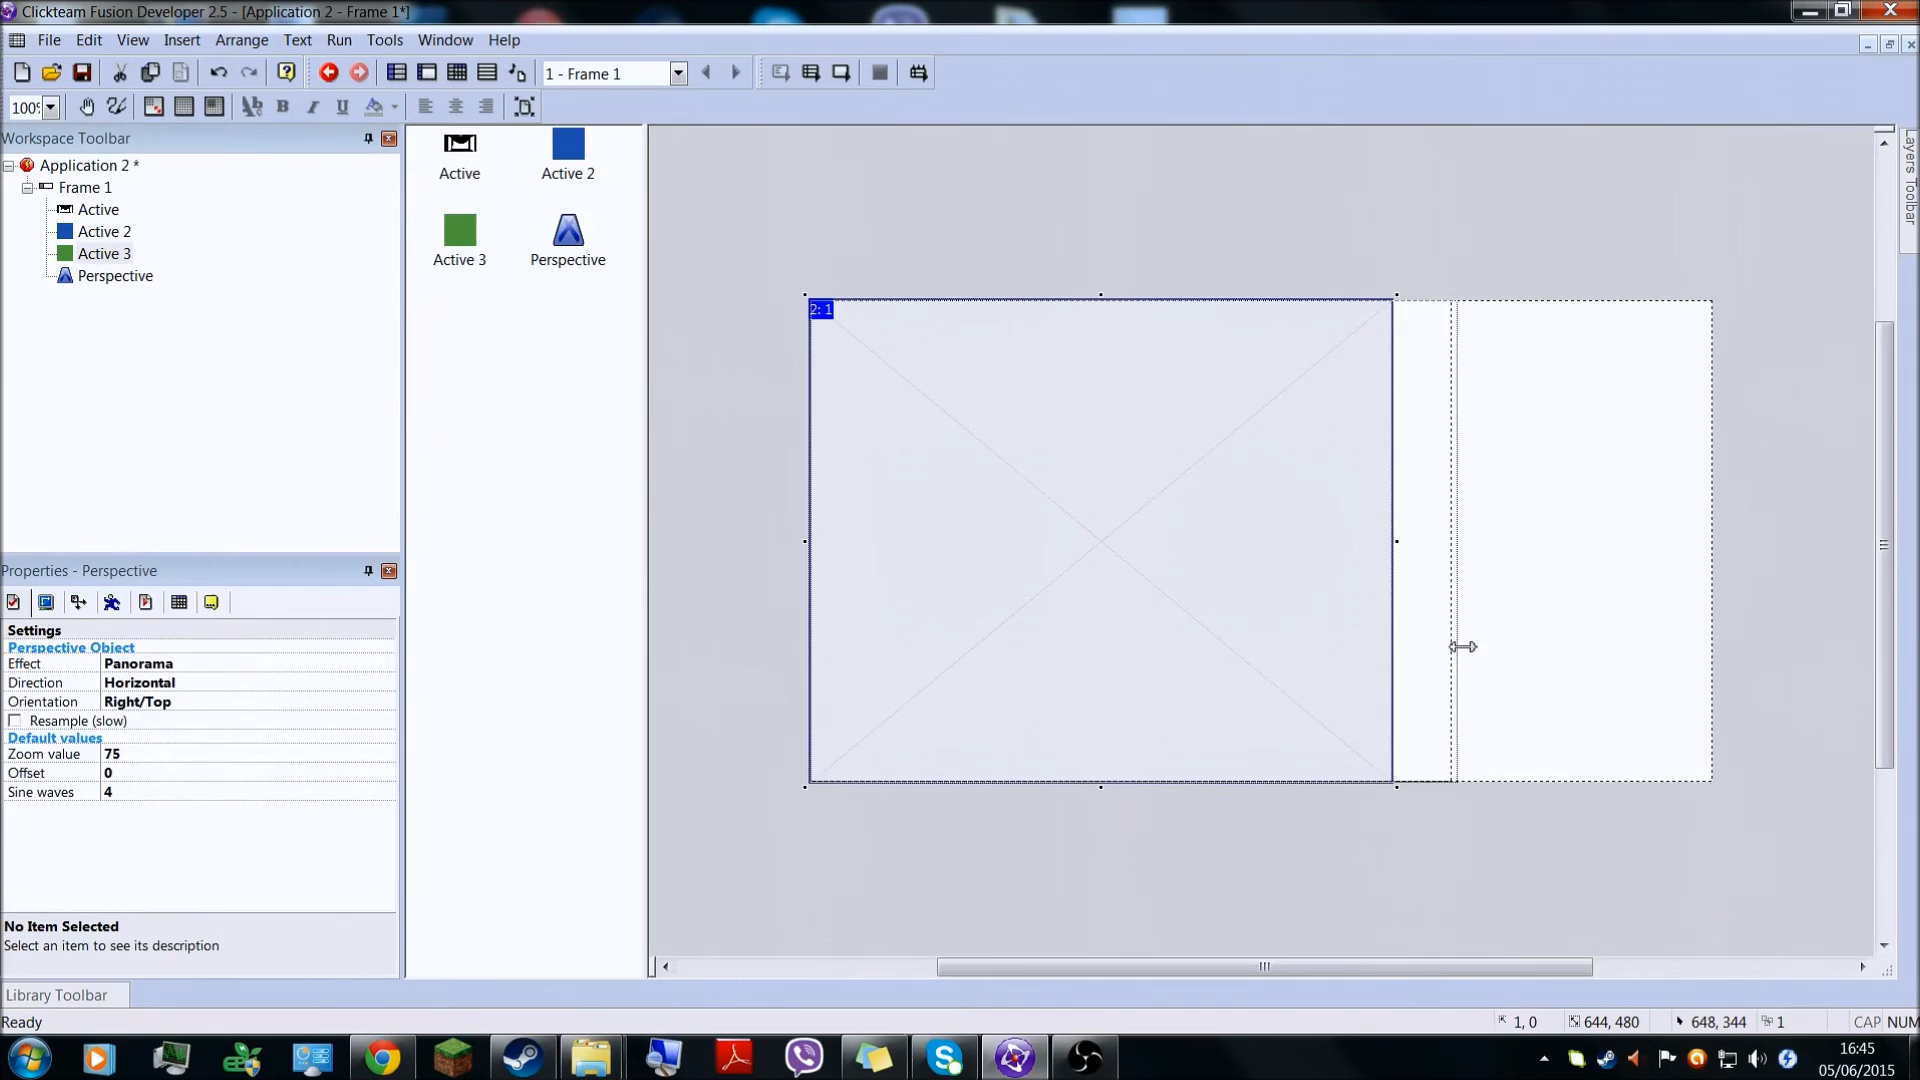 Clickteam Fusion Developer 2.5 - [Application 2 - Frame 1*]
File Edit View Insert Arrange Text Run Tools Window Help
1 - Frame 1
100%
Workspace Toolbar
Application 2 *
Frame 1
Active
Active 2
Active 3
Perspective
Active
Active 2
Active 3
Perspective
2: 1
Layers Toolbar
Properties - Perspective
Settings
Perspective Object
Effect Panorama
Direction Horizontal
Orientation Right/Top
Resample (slow)
Default values
Zoom value 75
Offset 0
Sine waves 4
No Item Selected
Select an item to see its description
Library Toolbar
Ready
1, 0 644, 480 648, 344 1 CAP NUM
16:45
05/06/2015